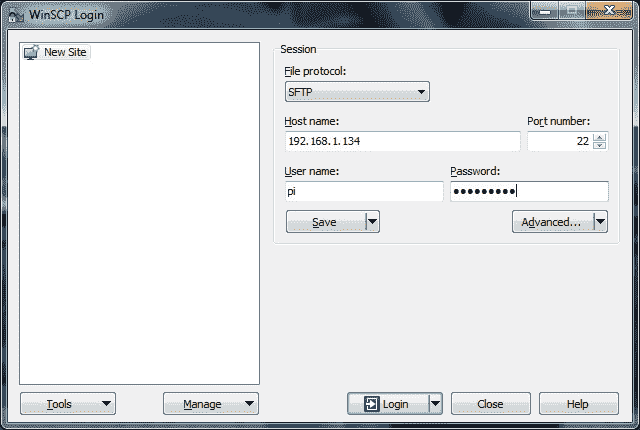 WinSCP Login
New Site
Session
File protocol:
SFTP
Host name:
Port number:
192.168.1.134
22
User name:
Password:
pi
●●●●●●●●●
Save
Advanced...
Tools
Manage
Login
Close
Help